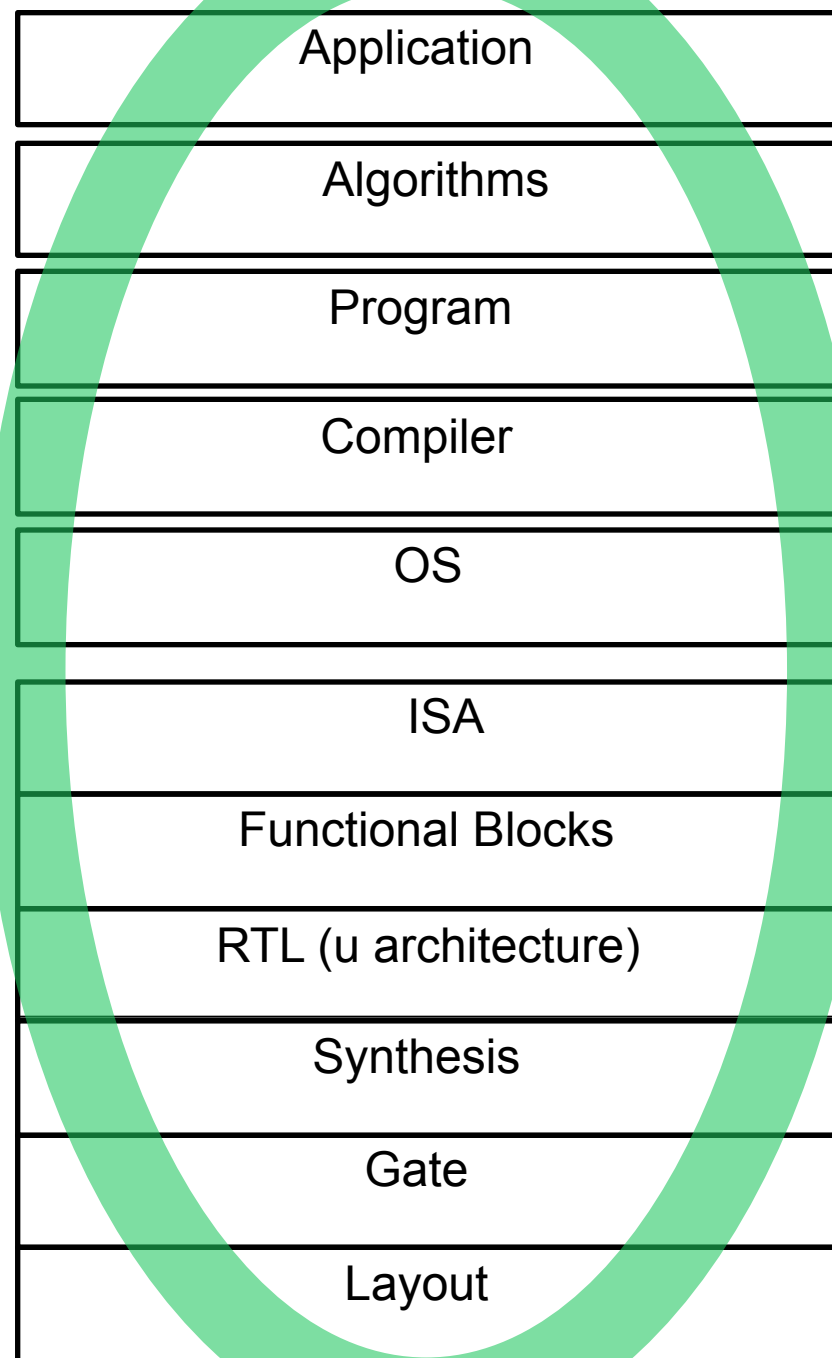 Application
Algorithms
Program
Compiler
OS
ISA
Functional Blocks
RTL (u architecture)
Synthesis
Gate
Layout